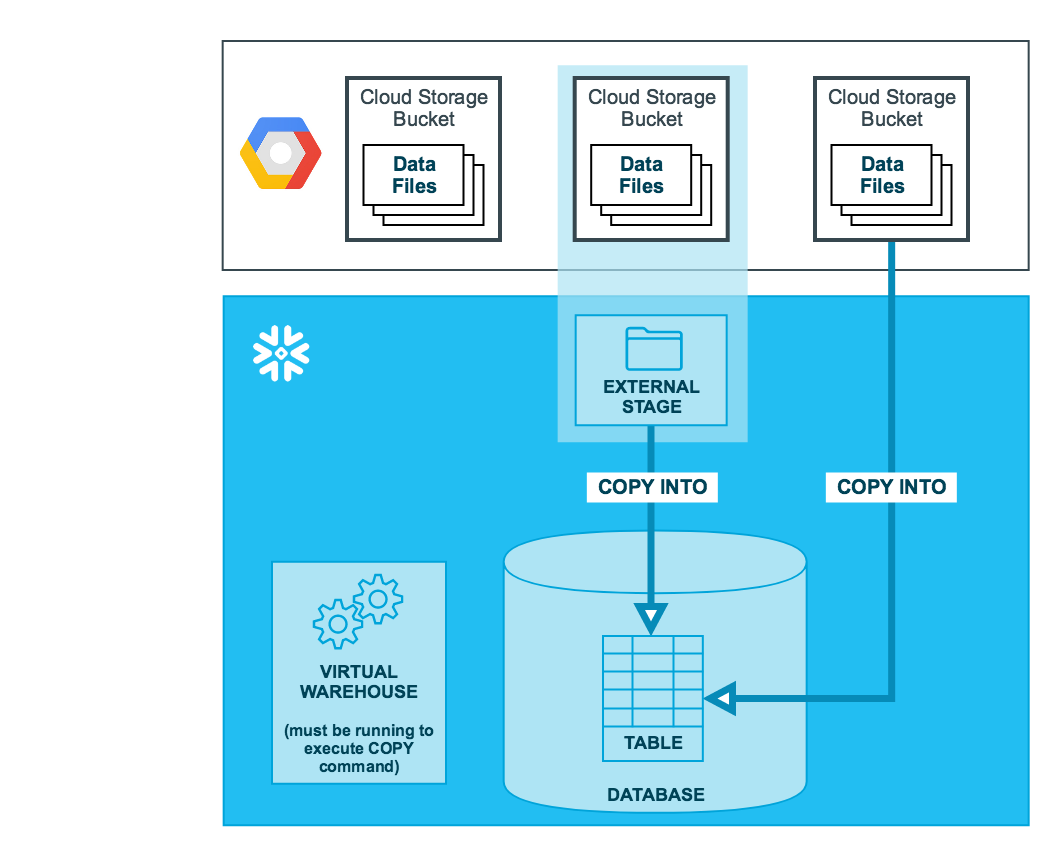 Cloud Storage
Bucket
Data
Files
Cloud Storage
Bucket
Data
Files
Cloud Storage
Bucket
Data
Files
EXTERNAL
STAGE
COPY INTO
COPY INTO
VIRTUAL
WAREHOUSE
(must be running to
execute COPY
command)
TABLE
DATABASE